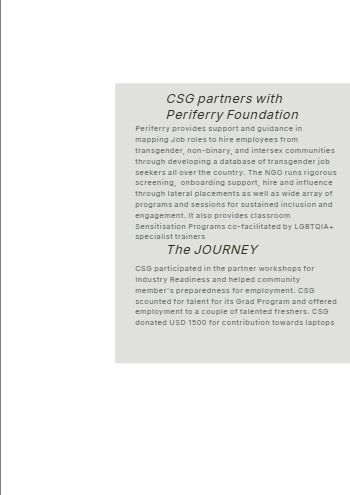 CSG partners with
Periferry Foundation
Periferry provides support and guidance in
mapping Job roles to hire employees from
transgender, non-binary, and intersex communities
through developing a database of transgender job
seekers all over the country. The NGO runs rigorous
screening,  onboarding support, hire and influence
through lateral placements as well as wide array of
programs and sessions for sustained inclusion and
engagement. It also provides classroom
Sensitisation Programs co-facilitated by LGBTQIA+
specialist trainers
The JOURNEY
CSG participated in the partner workshops for
Industry Readiness and helped community
member's preparedness for employment. CSG
scounted for talent for its Grad Program and offered
employment to a couple of talented freshers. CSG
donated USD 1500 for contribution towards laptops